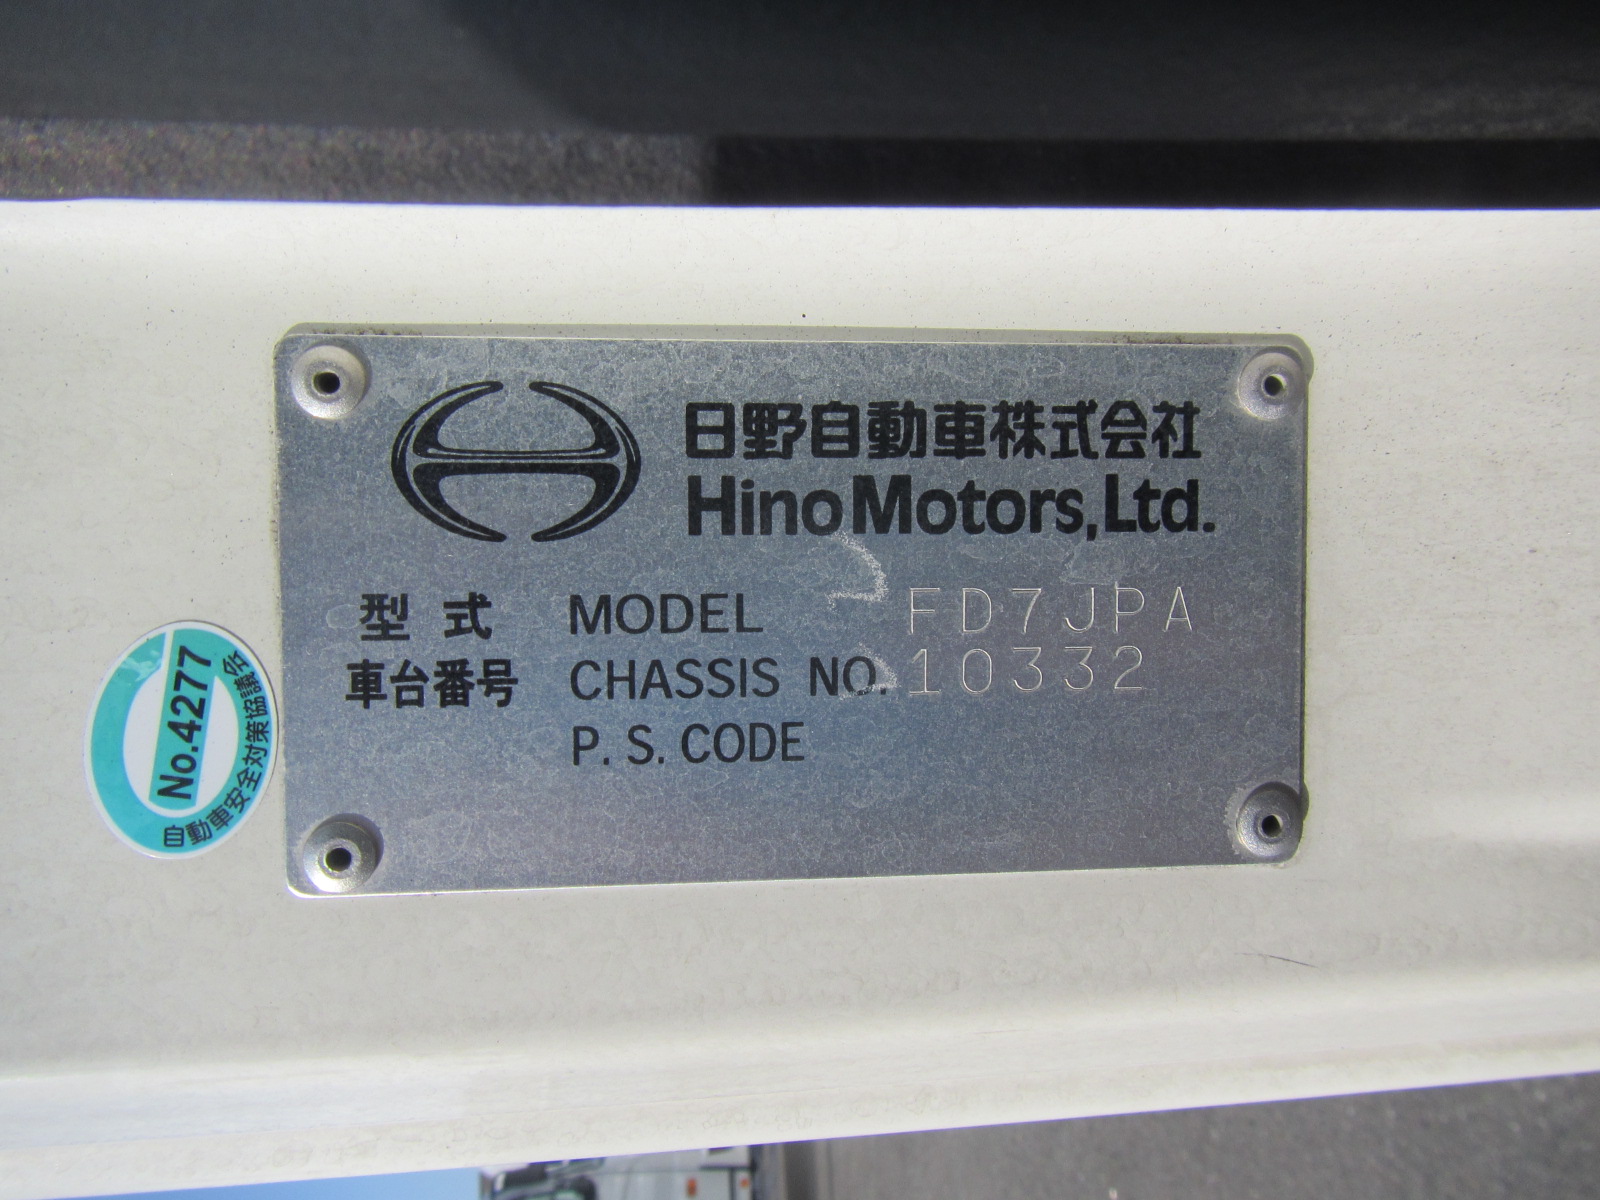 日野自動車株式会社
Hino Motors,Ltd.
型式 MODEL FD7JPA
車台番号 CHASSIS NO. 10332
P. S. CODE
No.4277
自動車安全対策協議会